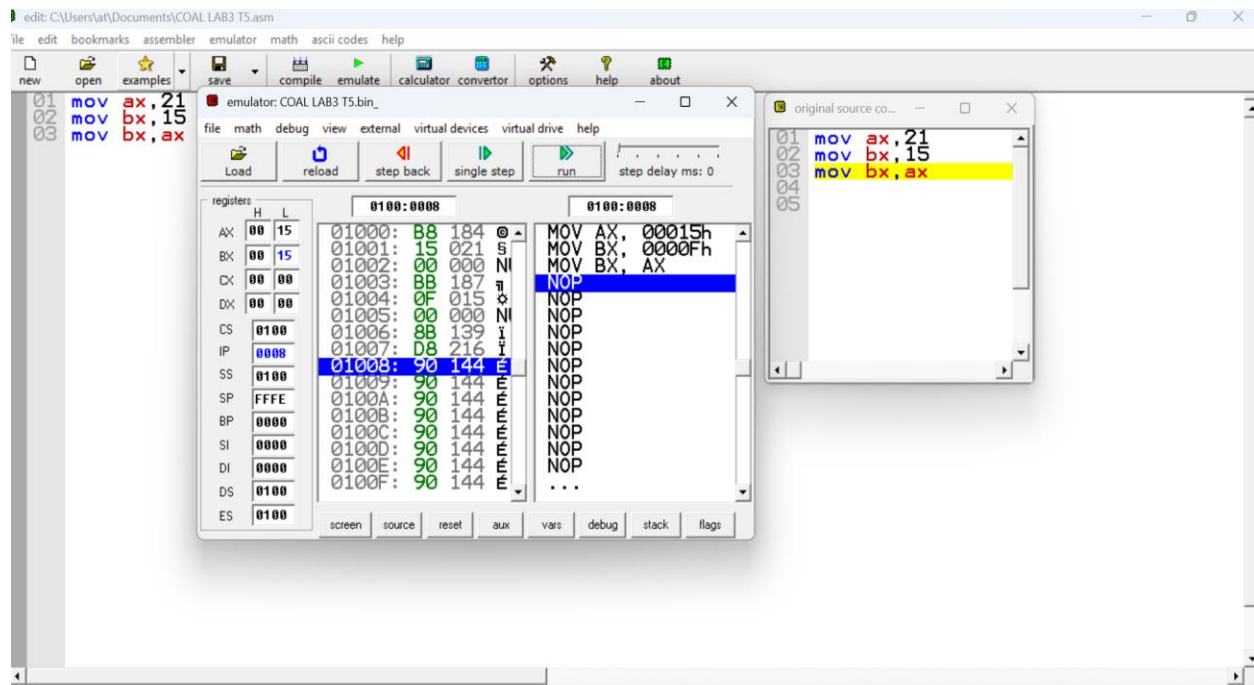 edit: C:\Users\at\Documents\COAL LAB3 T5.asm
file edit bookmarks assembler emulator math ascii codes help
new open examples save compile emulate calculator convertor options help about
01 mov ax,21
02 mov bx,15
03 mov bx,ax
emulator: COAL LAB3 T5.bin_
file math debug view external virtual devices virtual drive help
Load reload step back single step run step delay ms: 0
registers
H L
0100:0008 0100:0008
AX 00 15
BX 00 15
CX 00 00
DX 00 00
CS 0100
IP 0008
SS 0100
SP FFFE
BP 0000
SI 0000
DI 0000
DS 0100
ES 0100
01000: B8 184
01001: 15 021 §
01002: 00 000 NU
01003: BB 187 ╗
01004: 0F 015 ☼
01005: 00 000 NU
01006: 8B 139 ï
01007: D8 216 Ï
01008: 90 144 É
01009: 90 144 É
0100A: 90 144 É
0100B: 90 144 É
0100C: 90 144 É
0100D: 90 144 É
0100E: 90 144 É
0100F: 90 144 É
MOV AX, 00015h
MOV BX, 0000Fh
MOV BX, AX
NOP
NOP
NOP
NOP
NOP
NOP
NOP
NOP
NOP
NOP
NOP
NOP
...
screen source reset aux vars debug stack flags
original source co...
01 mov ax,21
02 mov bx,15
03 mov bx,ax
04
05